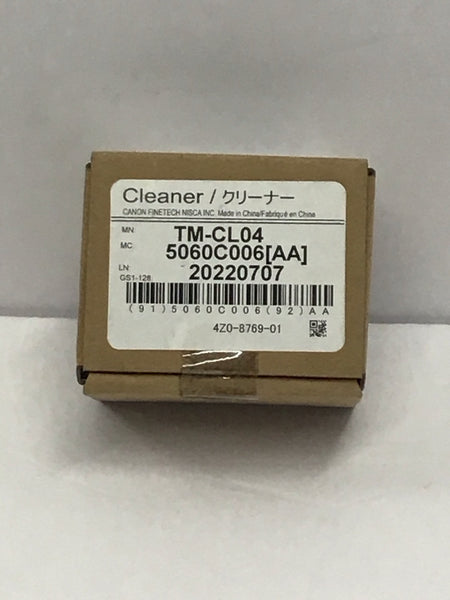 Cleaner / クリーナー
CANON FINETECH NISCA INC. Made in China/Fabriqué en Chine
MN: TM-CL04
MC: 5060C006[AA]
LN: 20220707
GS1-128
(91)5060C006(92)AA
4Z0-8769-01